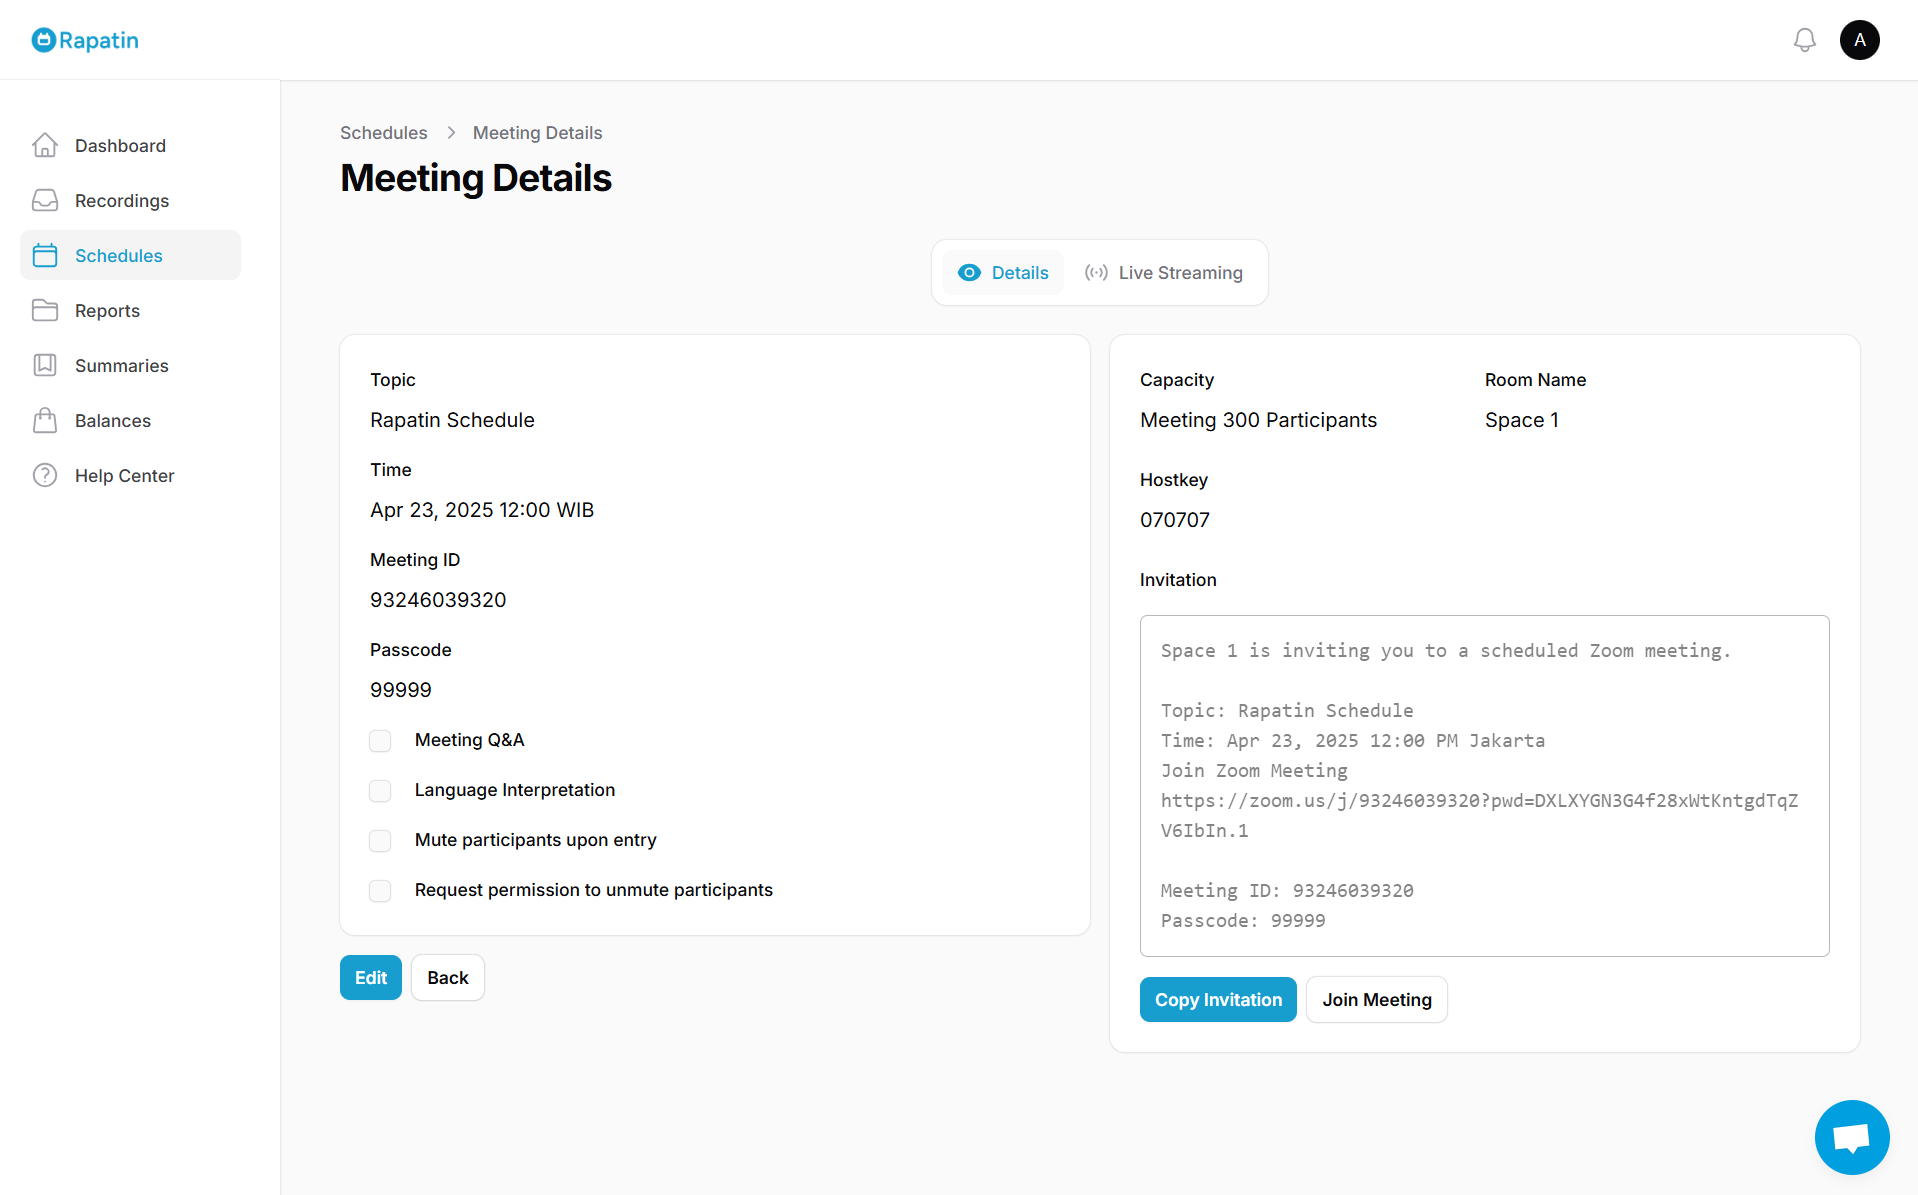 Rapatin
A
Dashboard
Recordings
Schedules
Reports
Summaries
Balances
Help Center
Schedules > Meeting Details
Meeting Details
Details
Live Streaming
Topic
Rapatin Schedule
Time
Apr 23, 2025 12:00 WIB
Meeting ID
93246039320
Passcode
99999
Meeting Q&A
Language Interpretation
Mute participants upon entry
Request permission to unmute participants
Edit
Back
Capacity
Meeting 300 Participants
Room Name
Space 1
Hostkey
070707
Invitation
Space 1 is inviting you to a scheduled Zoom meeting.
Topic: Rapatin Schedule
Time: Apr 23, 2025 12:00 PM Jakarta
Join Zoom Meeting
https://zoom.us/j/93246039320?pwd=DXLXYGN3G4f28xWtKntgdTqZ
V6IbIn.1
Meeting ID: 93246039320
Passcode: 99999
Copy Invitation
Join Meeting